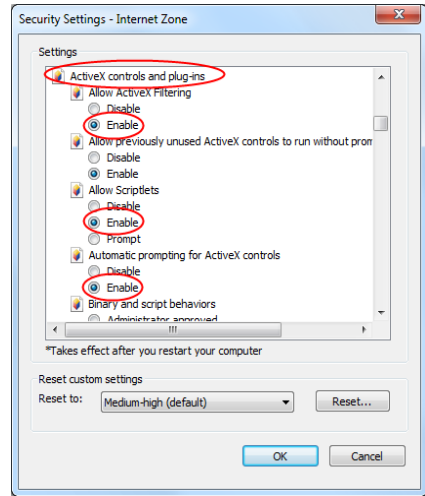 Security Settings - Internet Zone
Settings
ActiveX controls and plug-ins
Allow ActiveX Filtering
Disable
Enable
Allow previously unused ActiveX controls to run without prom
Disable
Enable
Allow Scriptlets
Disable
Enable
Prompt
Automatic prompting for ActiveX controls
Disable
Enable
Binary and script behaviors
Administrator approved
*Takes effect after you restart your computer
Reset custom settings
Reset to: Medium-high (default) Reset...
OK Cancel